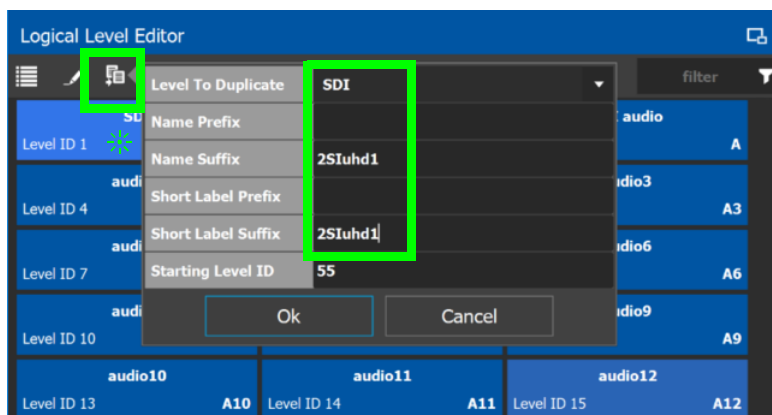 Logical Level Editor
filter
Level To Duplicate SDI
Name Prefix
Name Suffix 2SIuhd1
Short Label Prefix
Short Label Suffix 2SIuhd1
Starting Level ID 55
Ok Cancel
Level ID 1
audio
A
audi
udio3
Level ID 4
A3
audi
udio6
Level ID 7
A6
audi
udio9
Level ID 10
A9
audio10 audio11 audio12
Level ID 13 A10 Level ID 14 A11 Level ID 15 A12